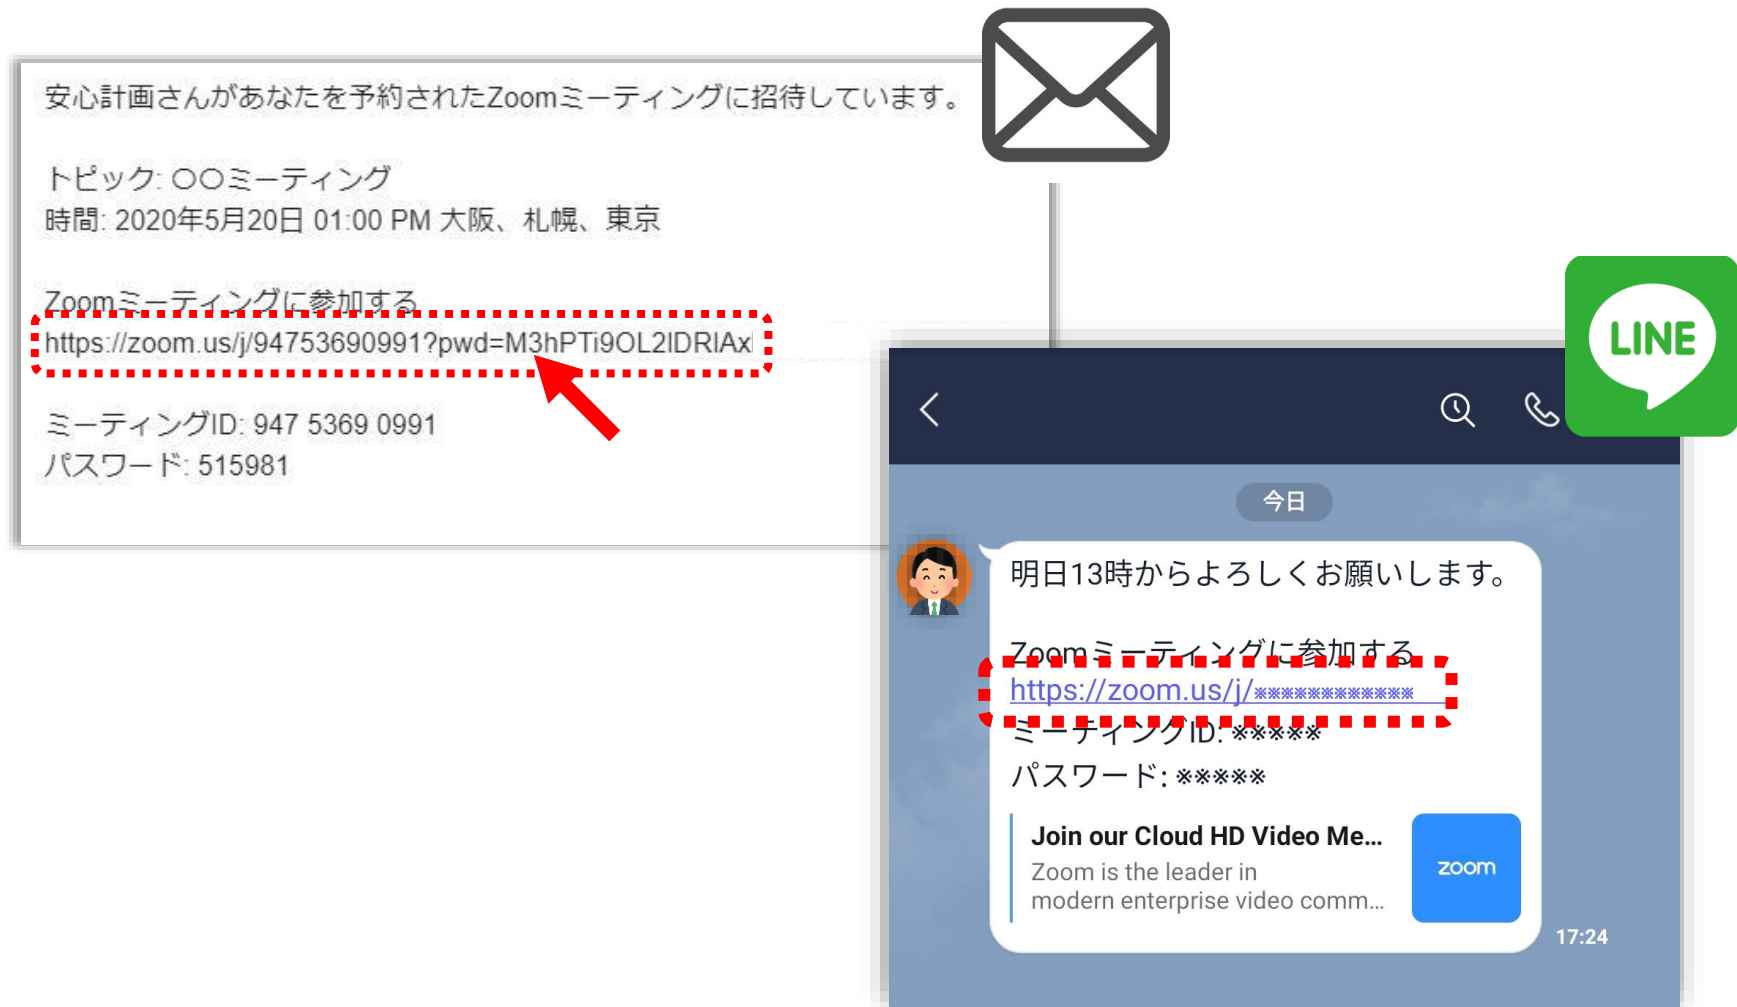 安心計画さんがあなたを予約されたZoomミーティングに招待しています。
トピック: 〇〇ミーティング
時間: 2020年5月20日 01:00 PM 大阪、札幌、東京
Zoomミーティングに参加する
https://zoom.us/j/94753690991?pwd=M3hPTi9OL2lDRlAx
ミーティングID: 947 5369 0991
パスワード: 515981
LINE
今日
明日13時からよろしくお願いします。
Zoomミーティングに参加する
https://zoom.us/j/※※※※※※※※※※※※
ミーティングID: ※※※※※
パスワード: ※※※※※
Join our Cloud HD Video Me...
Zoom is the leader in
modern enterprise video comm...
zoom
17:24